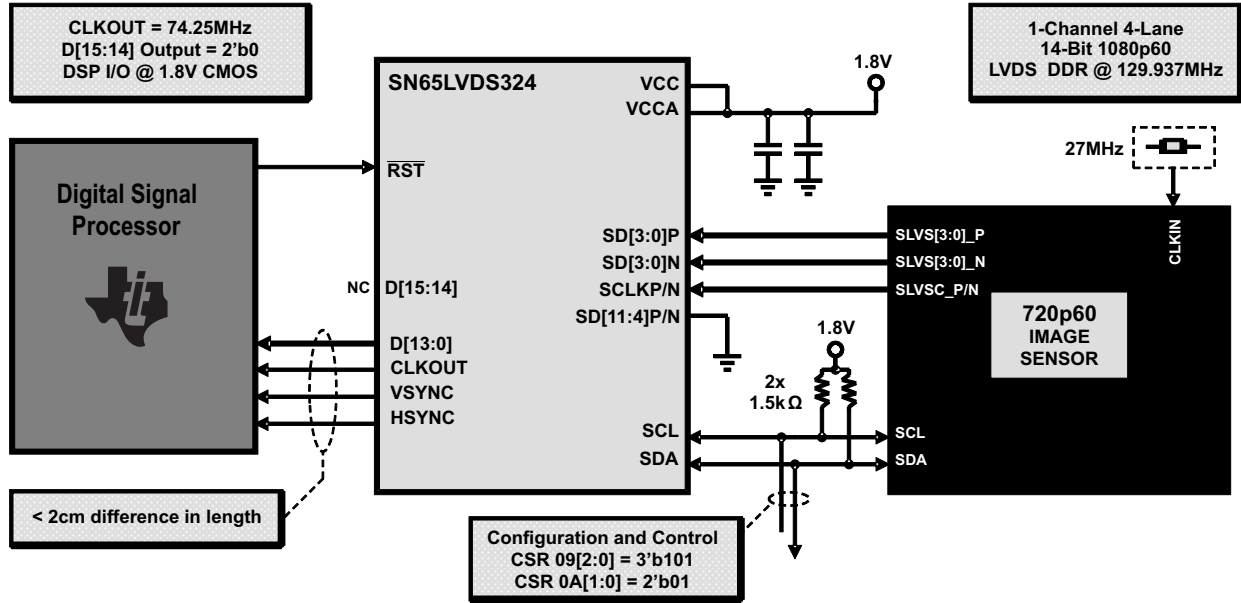 CLKOUT = 74.25MHz
D[15:14] Output = 2'b0
DSP I/O @ 1.8V CMOS
1-Channel 4-Lane
14-Bit 1080p60
LVDS DDR @ 129.937MHz
SN65LVDS324
VCC
VCCA
1.8V
27MHz
RST
Digital Signal
Processor
ti
CLKIN
SD[3:0]P
SD[3:0]N
SCLKP/N
SD[11:4]P/N
SLVS[3:0]_P
SLVS[3:0]_N
SLVSC_P/N
NC
D[15:14]
720p60
IMAGE
SENSOR
D[13:0]
CLKOUT
VSYNC
HSYNC
1.8V
2x
1.5kΩ
SCL
SDA
SCL
SDA
< 2cm difference in length
Configuration and Control
CSR 09[2:0] = 3'b101
CSR 0A[1:0] = 2'b01